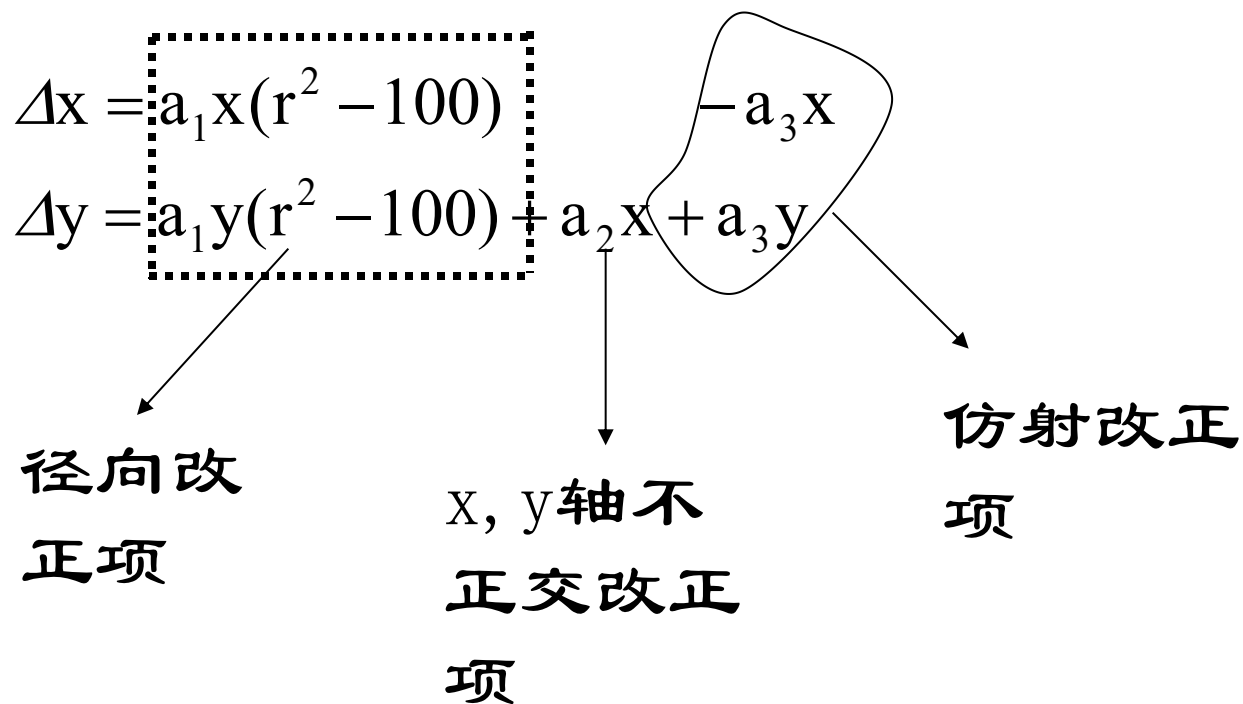 Δx = a₁x(r² − 100) − a₃x
Δy = a₁y(r² − 100) + a₂x + a₃y
径向改
正项
x, y轴不
正交改正
项
仿射改正
项